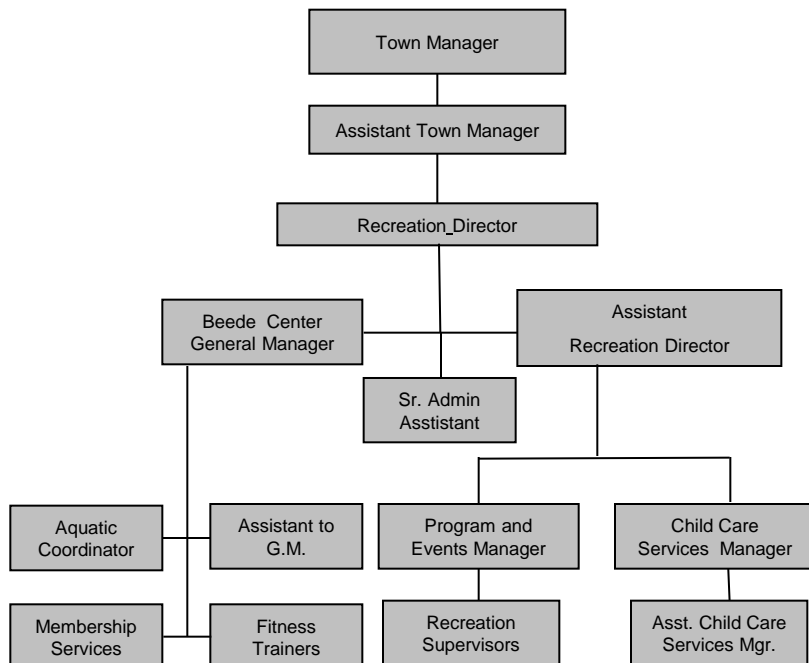 Town Manager
Assistant Town Manager
Recreation_Director
Beede Center
General Manager
Assistant
Recreation Director
Sr. Admin
Asstistant
Aquatic
Coordinator
Assistant to
G.M.
Program and
Events Manager
Child Care
Services Manager
Membership
Services
Fitness
Trainers
Recreation
Supervisors
Asst. Child Care
Services Mgr.